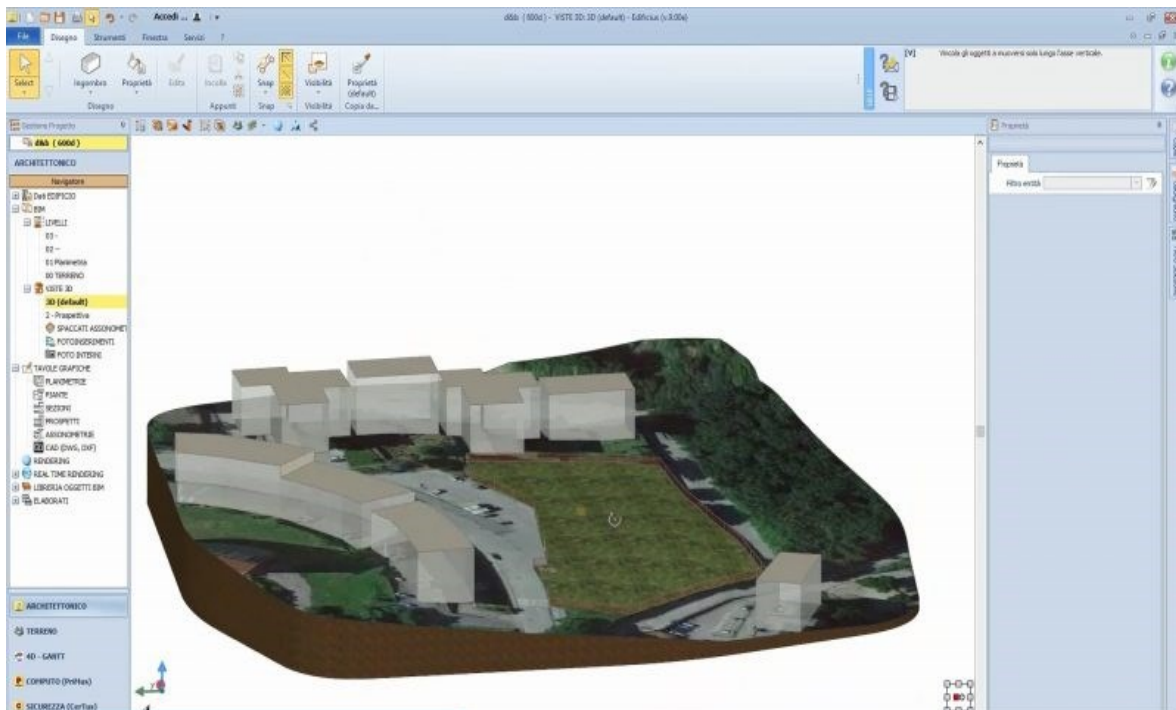 Accedi ...
d&b (600d) - VISTE 3D: 3D (default) - Edificius (v.9.00e)
File Disegno Strumenti Finestra Servizi ?
[V] Vincola gli oggetti a muoversi solo lungo l'asse verticale.
Select Ingombro Proprietà Edita Incolla Snap Visibilità Proprietà (default)
Disegno Appunti Snap Visibilità Copia da...
Gestione Progetto
Proprietà
d&b (600d)
ARCHITETTONICO
Proprietà
Navigatore
Filtro entità
Dati EDIFICIO
BIM
LIVELLI
03 -
02 --
01 Planimetria
00 TERRENO
VISTE 3D
3D (default)
2 - Prospettiva
SPACCATI ASSONOMET
FOTOINSERIMENTI
FOTO INTERNI
TAVOLE GRAFICHE
PLANIMETRIE
PIANTE
SEZIONI
PROSPETTI
ASSONOMETRIE
CAD (DWG, DXF)
RENDERING
REAL TIME RENDERING
LIBRERIA OGGETTI BIM
ELABORATI
ARCHITETTONICO
TERRENO
4D - GANTT
COMPUTO (PriMus)
SICUREZZA (CerTus)